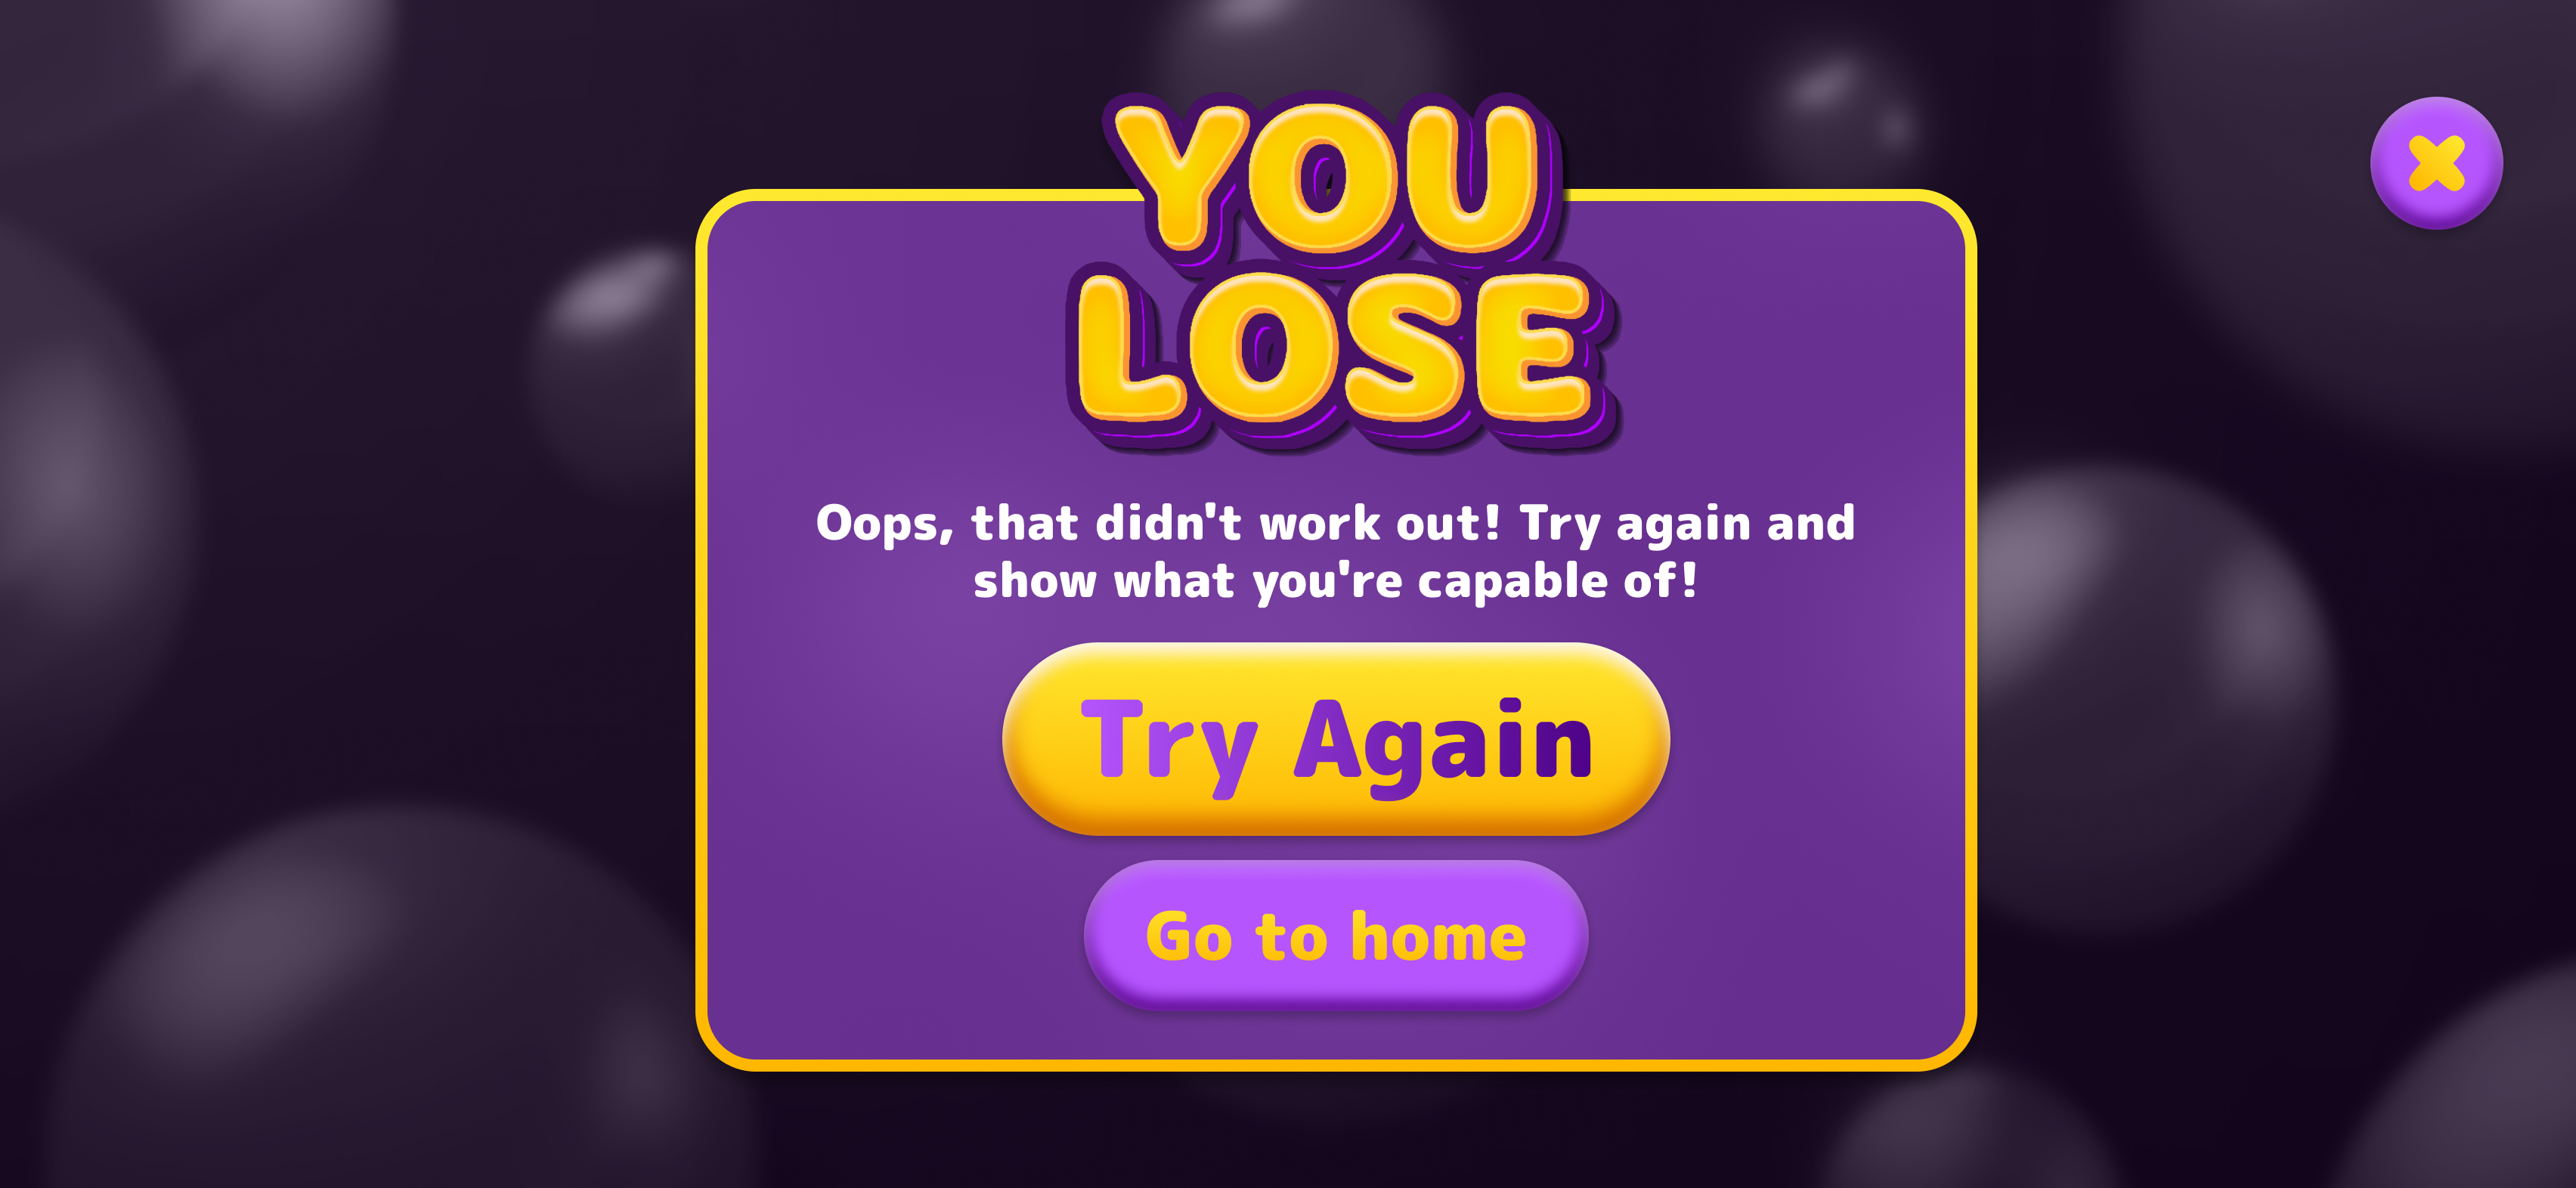 YOU
LOSE
Oops, that didn't work out! Try again and
show what you're capable of!
Try Again
Go to home